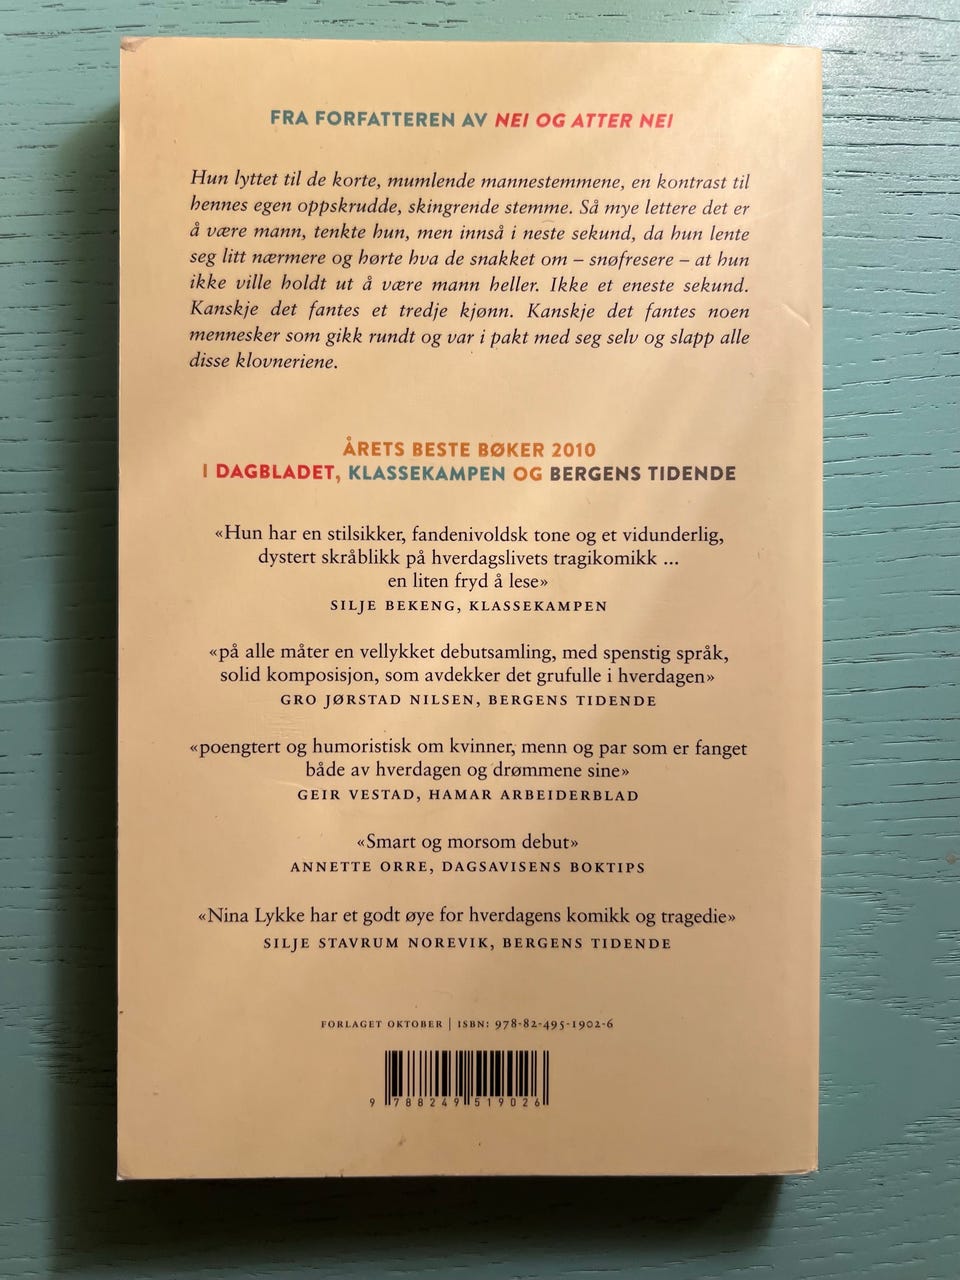 FRA FORFATTEREN AV NEI OG ATTER NEI
Hun lyttet til de korte, mumlende mannestemmene, en kontrast til
hennes egen oppskrudde, skingrende stemme. Så mye lettere det er
å være mann, tenkte hun, men innså i neste sekund, da hun lente
seg litt nærmere og hørte hva de snakket om – snøfresere – at hun
ikke ville holdt ut å være mann heller. Ikke et eneste sekund.
Kanskje det fantes et tredje kjønn. Kanskje det fantes noen
mennesker som gikk rundt og var i pakt med seg selv og slapp alle
disse klovneriene.
ÅRETS BESTE BØKER 2010
I DAGBLADET, KLASSEKAMPEN OG BERGENS TIDENDE
«Hun har en stilsikker, fandenivoldsk tone og et vidunderlig,
dystert skråblikk på hverdagslivets tragikomikk ...
en liten fryd å lese»
SILJE BEKENG, KLASSEKAMPEN
«på alle måter en vellykket debutsamling, med spenstig språk,
solid komposisjon, som avdekker det grufulle i hverdagen»
GRO JØRSTAD NILSEN, BERGENS TIDENDE
«poengtert og humoristisk om kvinner, menn og par som er fanget
både av hverdagen og drømmene sine»
GEIR VESTAD, HAMAR ARBEIDERBLAD
«Smart og morsom debut»
ANNETTE ORRE, DAGSAVISENS BOKTIPS
«Nina Lykke har et godt øye for hverdagens komikk og tragedie»
SILJE STAVRUM NOREVIK, BERGENS TIDENDE
FORLAGET OKTOBER | ISBN: 978-82-495-1902-6
9 788249 519026